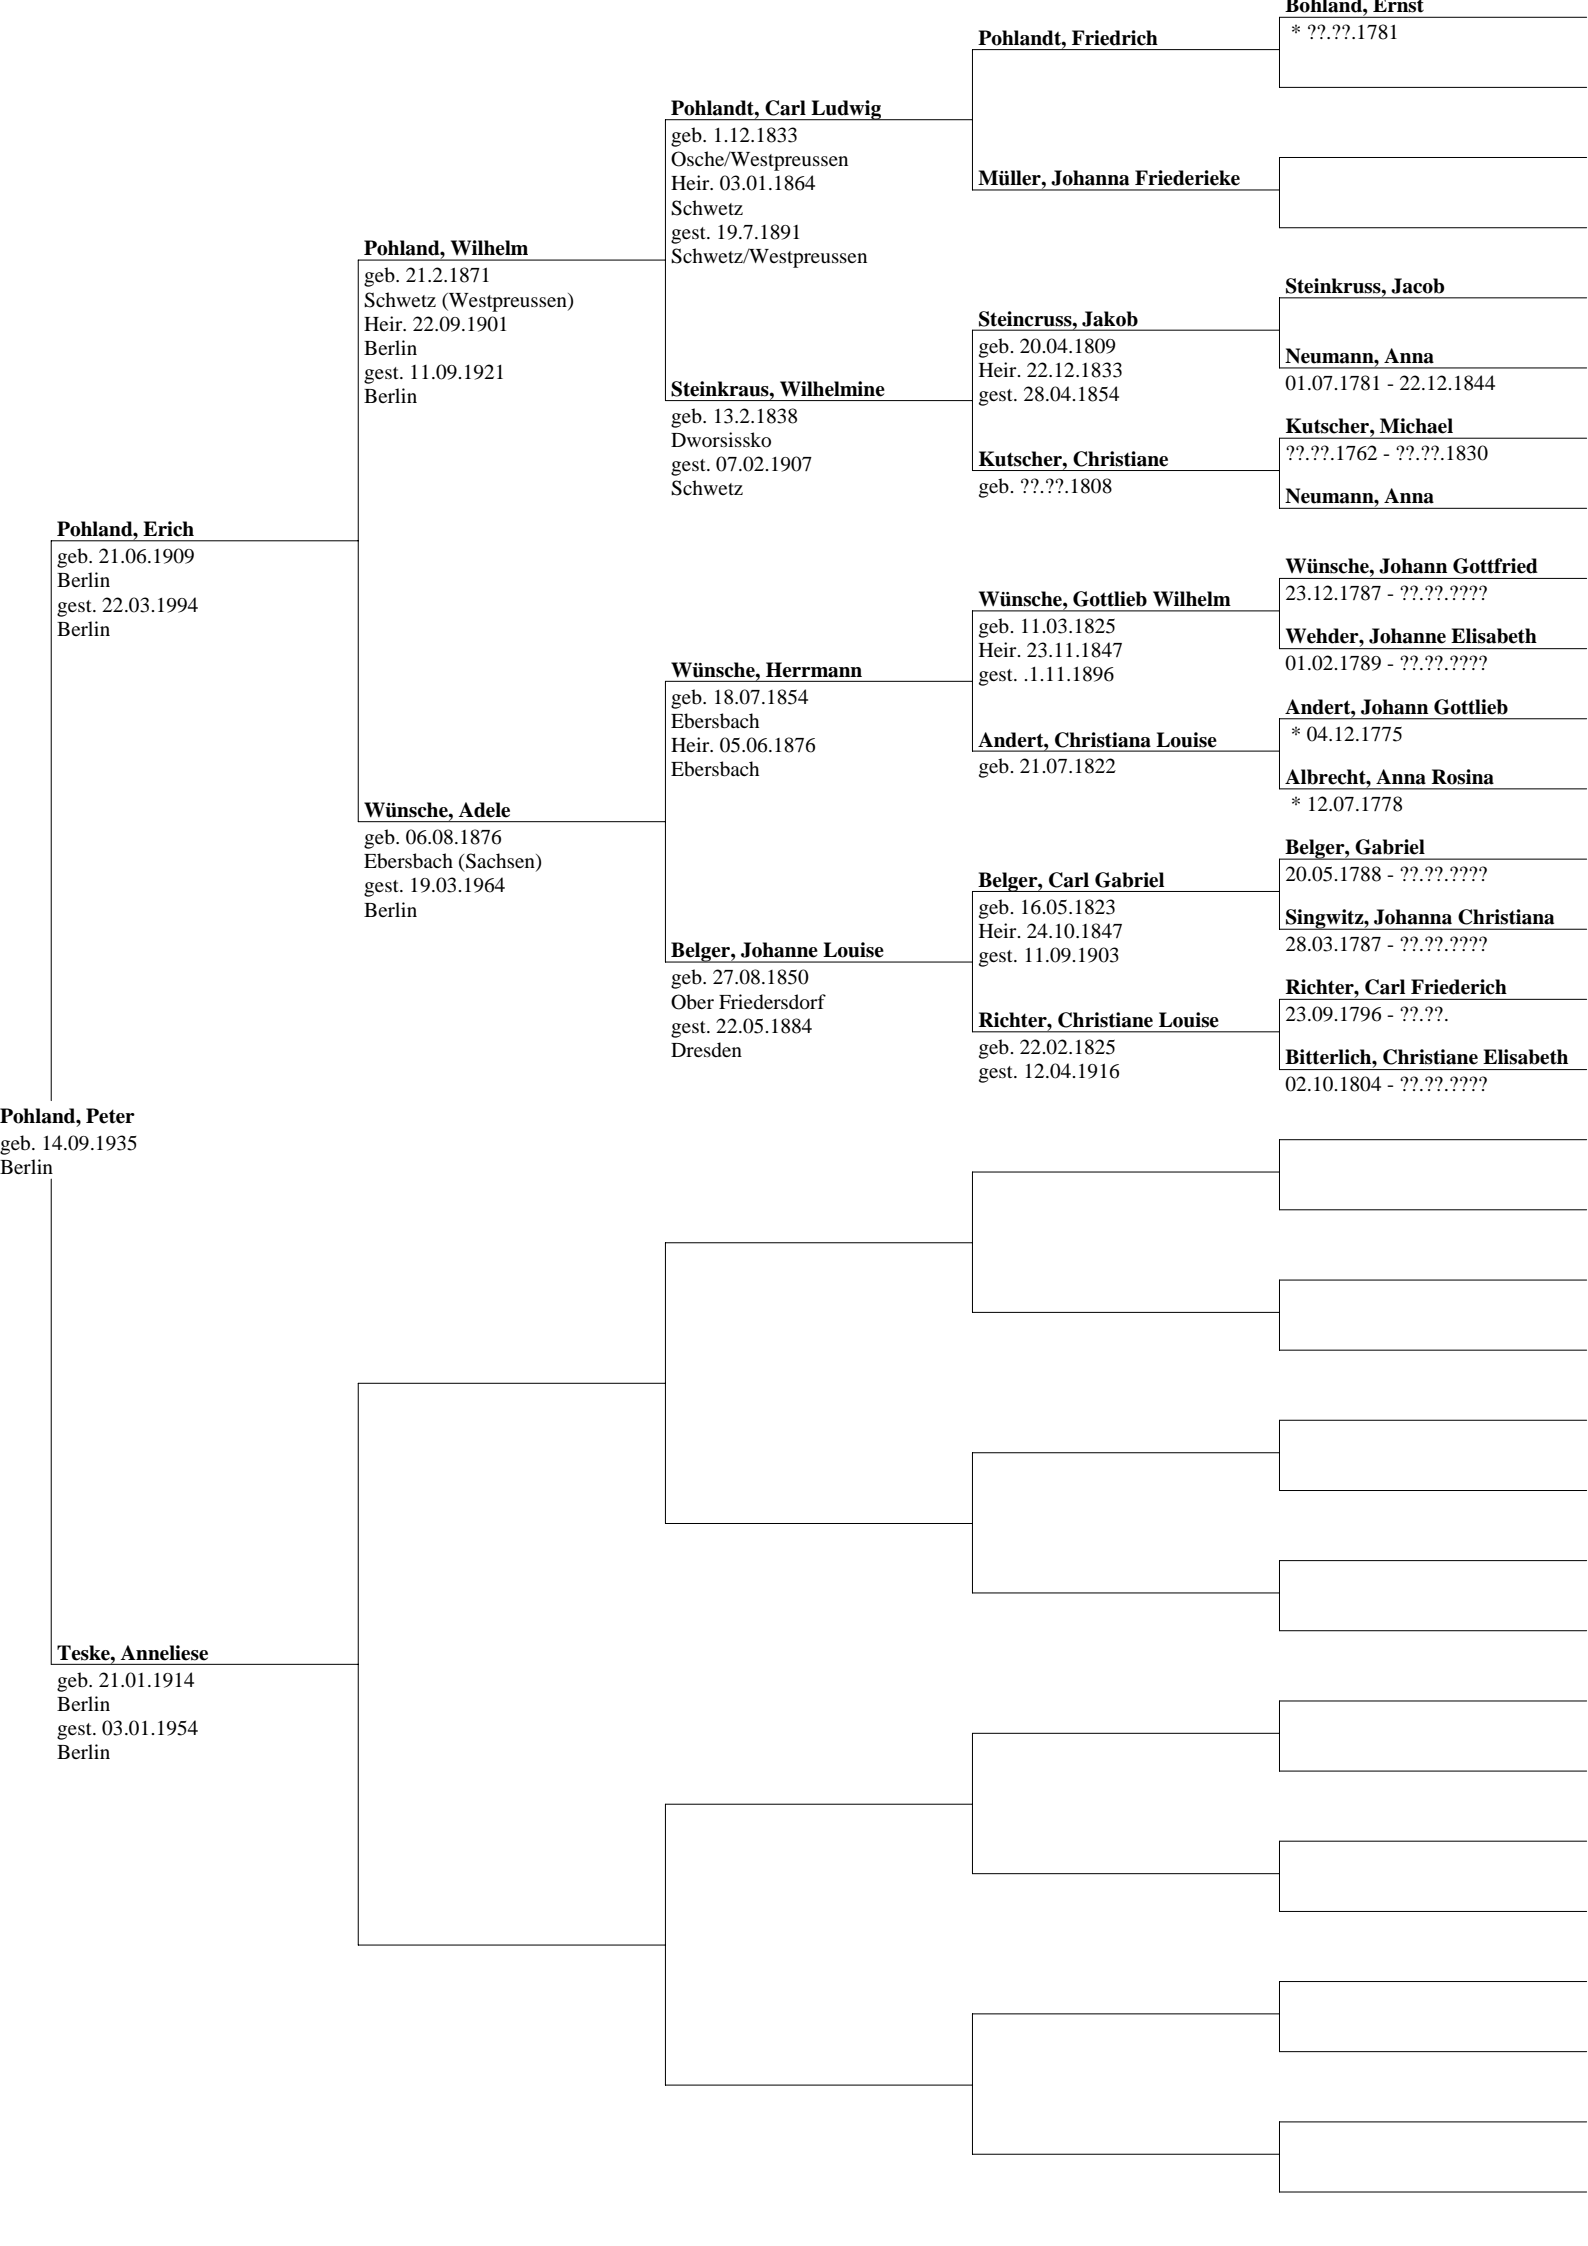 Bohland, Ernst
* ??.??.1781
Pohlandt, Friedrich
Pohlandt, Carl Ludwig
geb. 1.12.1833
Osche/Westpreussen
Heir. 03.01.1864
Schwetz
gest. 19.7.1891
Schwetz/Westpreussen
Müller, Johanna Friederieke
Pohland, Wilhelm
geb. 21.2.1871
Schwetz (Westpreussen)
Heir. 22.09.1901
Berlin
gest. 11.09.1921
Berlin
Steinkruss, Jacob
Steincruss, Jakob
geb. 20.04.1809
Heir. 22.12.1833
gest. 28.04.1854
Neumann, Anna
01.07.1781 - 22.12.1844
Steinkraus, Wilhelmine
geb. 13.2.1838
Dworsissko
gest. 07.02.1907
Schwetz
Kutscher, Michael
??.??.1762 - ??.??.1830
Kutscher, Christiane
geb. ??.??.1808
Neumann, Anna
Pohland, Erich
geb. 21.06.1909
Berlin
gest. 22.03.1994
Berlin
Wünsche, Johann Gottfried
23.12.1787 - ??.??.????
Wünsche, Gottlieb Wilhelm
geb. 11.03.1825
Heir. 23.11.1847
gest. .1.11.1896
Wehder, Johanne Elisabeth
01.02.1789 - ??.??.????
Wünsche, Herrmann
geb. 18.07.1854
Ebersbach
Heir. 05.06.1876
Ebersbach
Andert, Johann Gottlieb
* 04.12.1775
Andert, Christiana Louise
geb. 21.07.1822
Albrecht, Anna Rosina
* 12.07.1778
Wünsche, Adele
geb. 06.08.1876
Ebersbach (Sachsen)
gest. 19.03.1964
Berlin
Belger, Gabriel
20.05.1788 - ??.??.????
Belger, Carl Gabriel
geb. 16.05.1823
Heir. 24.10.1847
gest. 11.09.1903
Singwitz, Johanna Christiana
28.03.1787 - ??.??.????
Belger, Johanne Louise
geb. 27.08.1850
Ober Friedersdorf
gest. 22.05.1884
Dresden
Richter, Carl Friederich
23.09.1796 - ??.??.
Richter, Christiane Louise
geb. 22.02.1825
gest. 12.04.1916
Bitterlich, Christiane Elisabeth
02.10.1804 - ??.??.????
Pohland, Peter
geb. 14.09.1935
Berlin
Teske, Anneliese
geb. 21.01.1914
Berlin
gest. 03.01.1954
Berlin